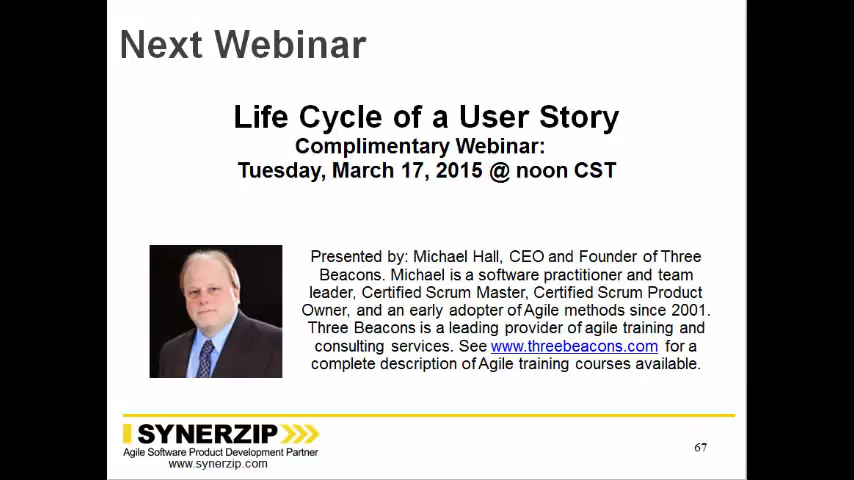 Next Webinar
Life Cycle of a User Story
Complimentary Webinar:
Tuesday, March 17, 2015 @ noon CST
Presented by: Michael Hall, CEO and Founder of Three
Beacons. Michael is a software practitioner and team
leader, Certified Scrum Master, Certified Scrum Product
Owner, and an early adopter of Agile methods since 2001.
Three Beacons is a leading provider of agile training and
consulting services. See www.threebeacons.com for a
complete description of Agile training courses available.
SYNERZIP
Agile Software Product Development Partner
www.synerzip.com
67